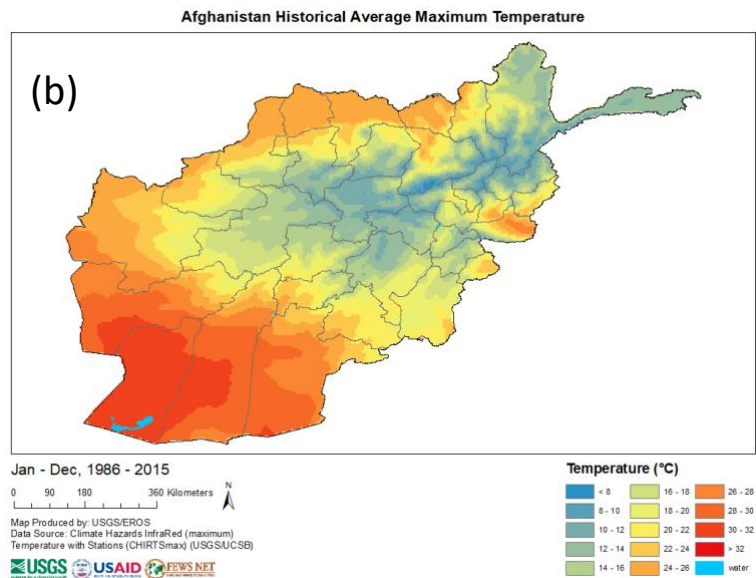 Afghanistan Historical Average Maximum Temperature
(b)
Jan - Dec, 1986 - 2015
0 90 180 360 Kilometers
N
Map Produced by: USGS/EROS
Data Source: Climate Hazards InfraRed (maximum)
Temperature with Stations (CHIRTSmax) (USGS/UCSB)
USGS USAID FEWS NET
Temperature (°C)
< 8 16 - 18 26 - 28
8 - 10 18 - 20 28 - 30
10 - 12 20 - 22 30 - 32
12 - 14 22 - 24 > 32
14 - 16 24 - 26 water